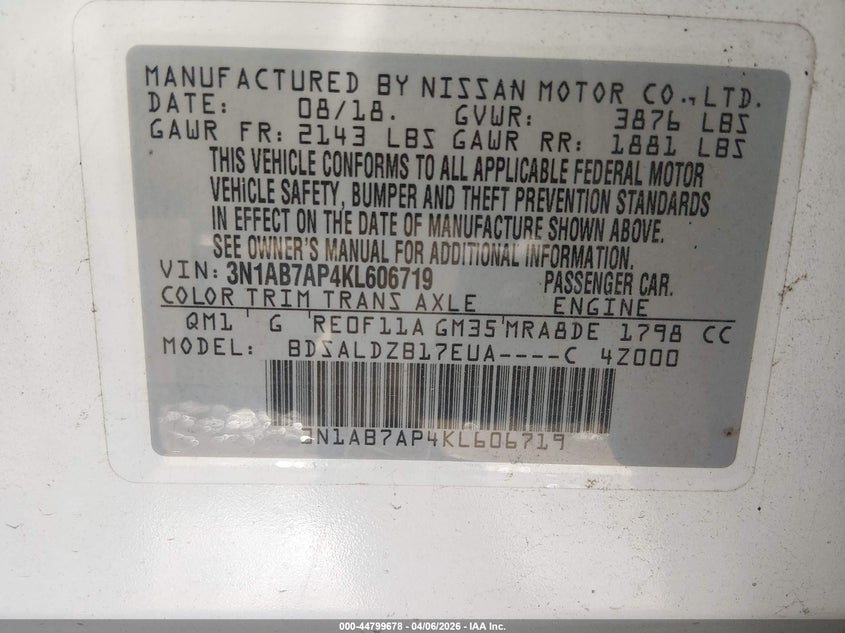 MANUFACTURED BY NISSAN MOTOR CO.,LTD.
DATE: 08/18. GVWR: 3876 LBS
GAWR FR: 2143 LBS GAWR RR: 1881 LBS
THIS VEHICLE CONFORMS TO ALL APPLICABLE FEDERAL MOTOR
VEHICLE SAFETY, BUMPER AND THEFT PREVENTION STANDARDS
IN EFFECT ON THE DATE OF MANUFACTURE SHOWN ABOVE.
SEE OWNER'S MANUAL FOR ADDITIONAL INFORMATION.
VIN: 3N1AB7AP4KL606719 PASSENGER CAR.
COLOR TRIM TRANS AXLE ENGINE
QM1 G RE0F11A GM35 MRA8DE 1798 CC
MODEL: BDSALDZB17EUA----C 4Z000
3N1AB7AP4KL606719
000-44799678 | 04/06/2026 - IAA Inc.